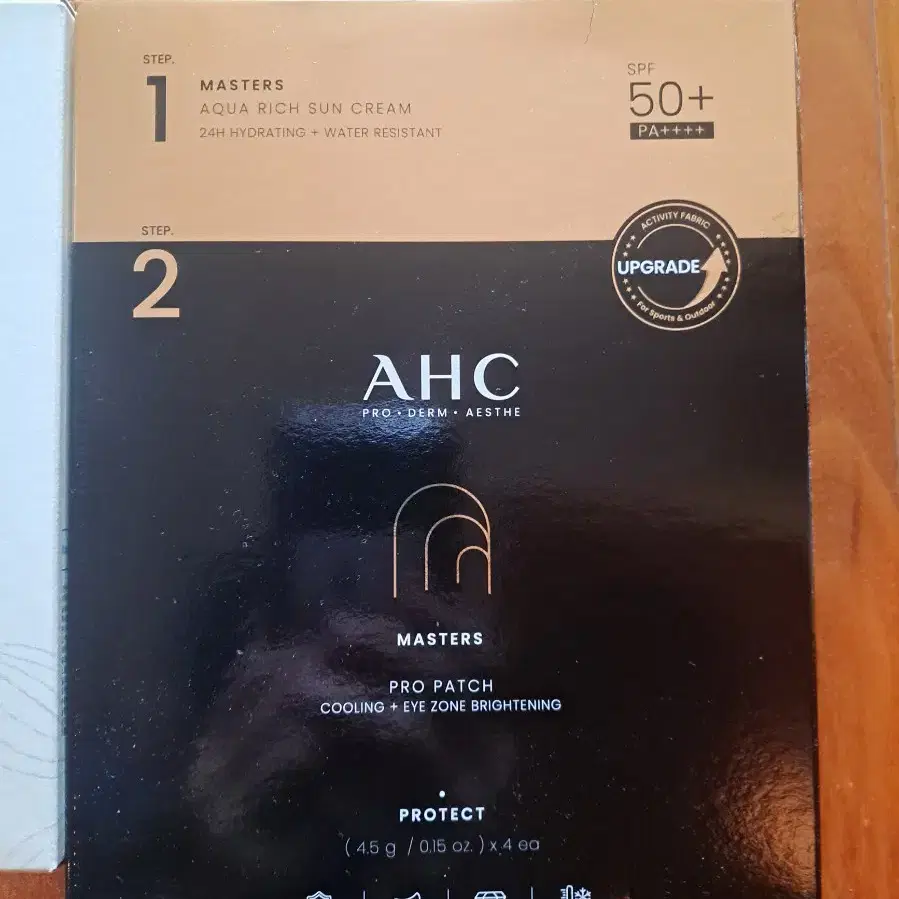 STEP.
1
MASTERS
AQUA RICH SUN CREAM
24H HYDRATING + WATER RESISTANT
SPF
50+
PA++++
STEP.
2
ACTIVITY FABRIC
UPGRADE
For Sports & Outdoor
AHC
PRO • DERM • AESTHE
MASTERS
PRO PATCH
COOLING + EYE ZONE BRIGHTENING
PROTECT
( 4.5 g / 0.15 oz. ) x 4 ea